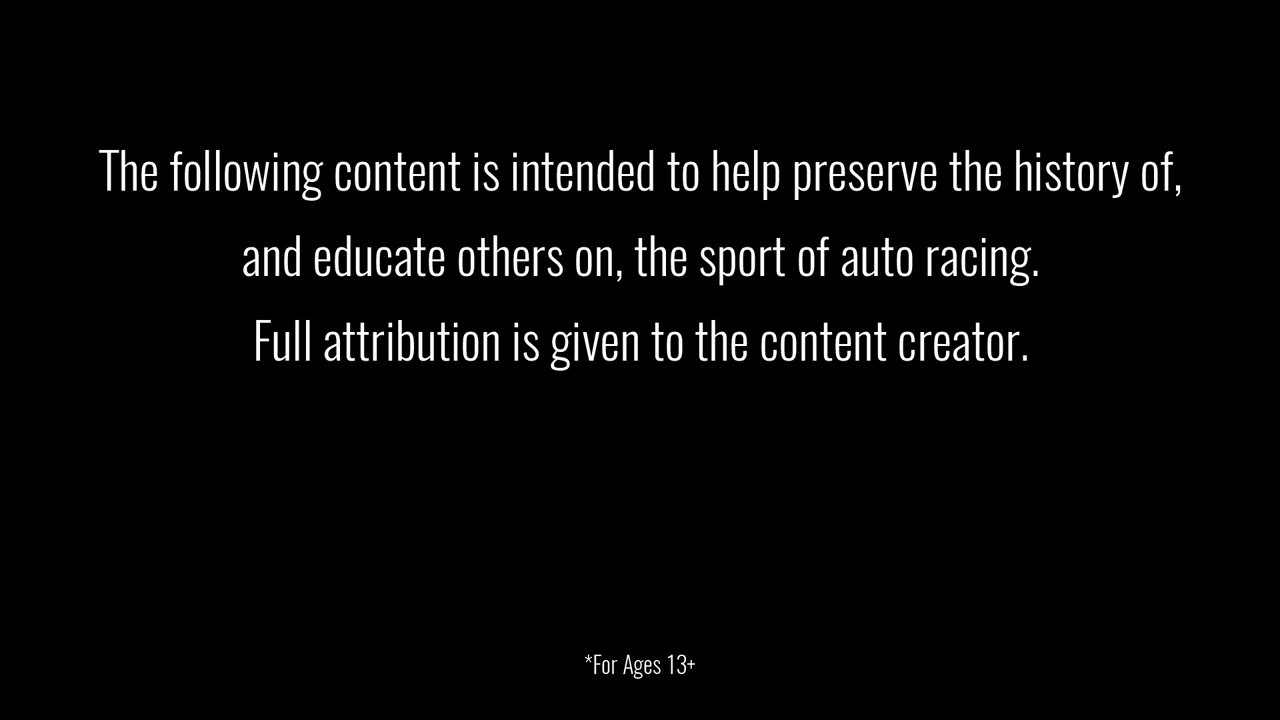 The following content is intended to help preserve the history of,
and educate others on, the sport of auto racing.
Full attribution is given to the content creator.
*For Ages 13+